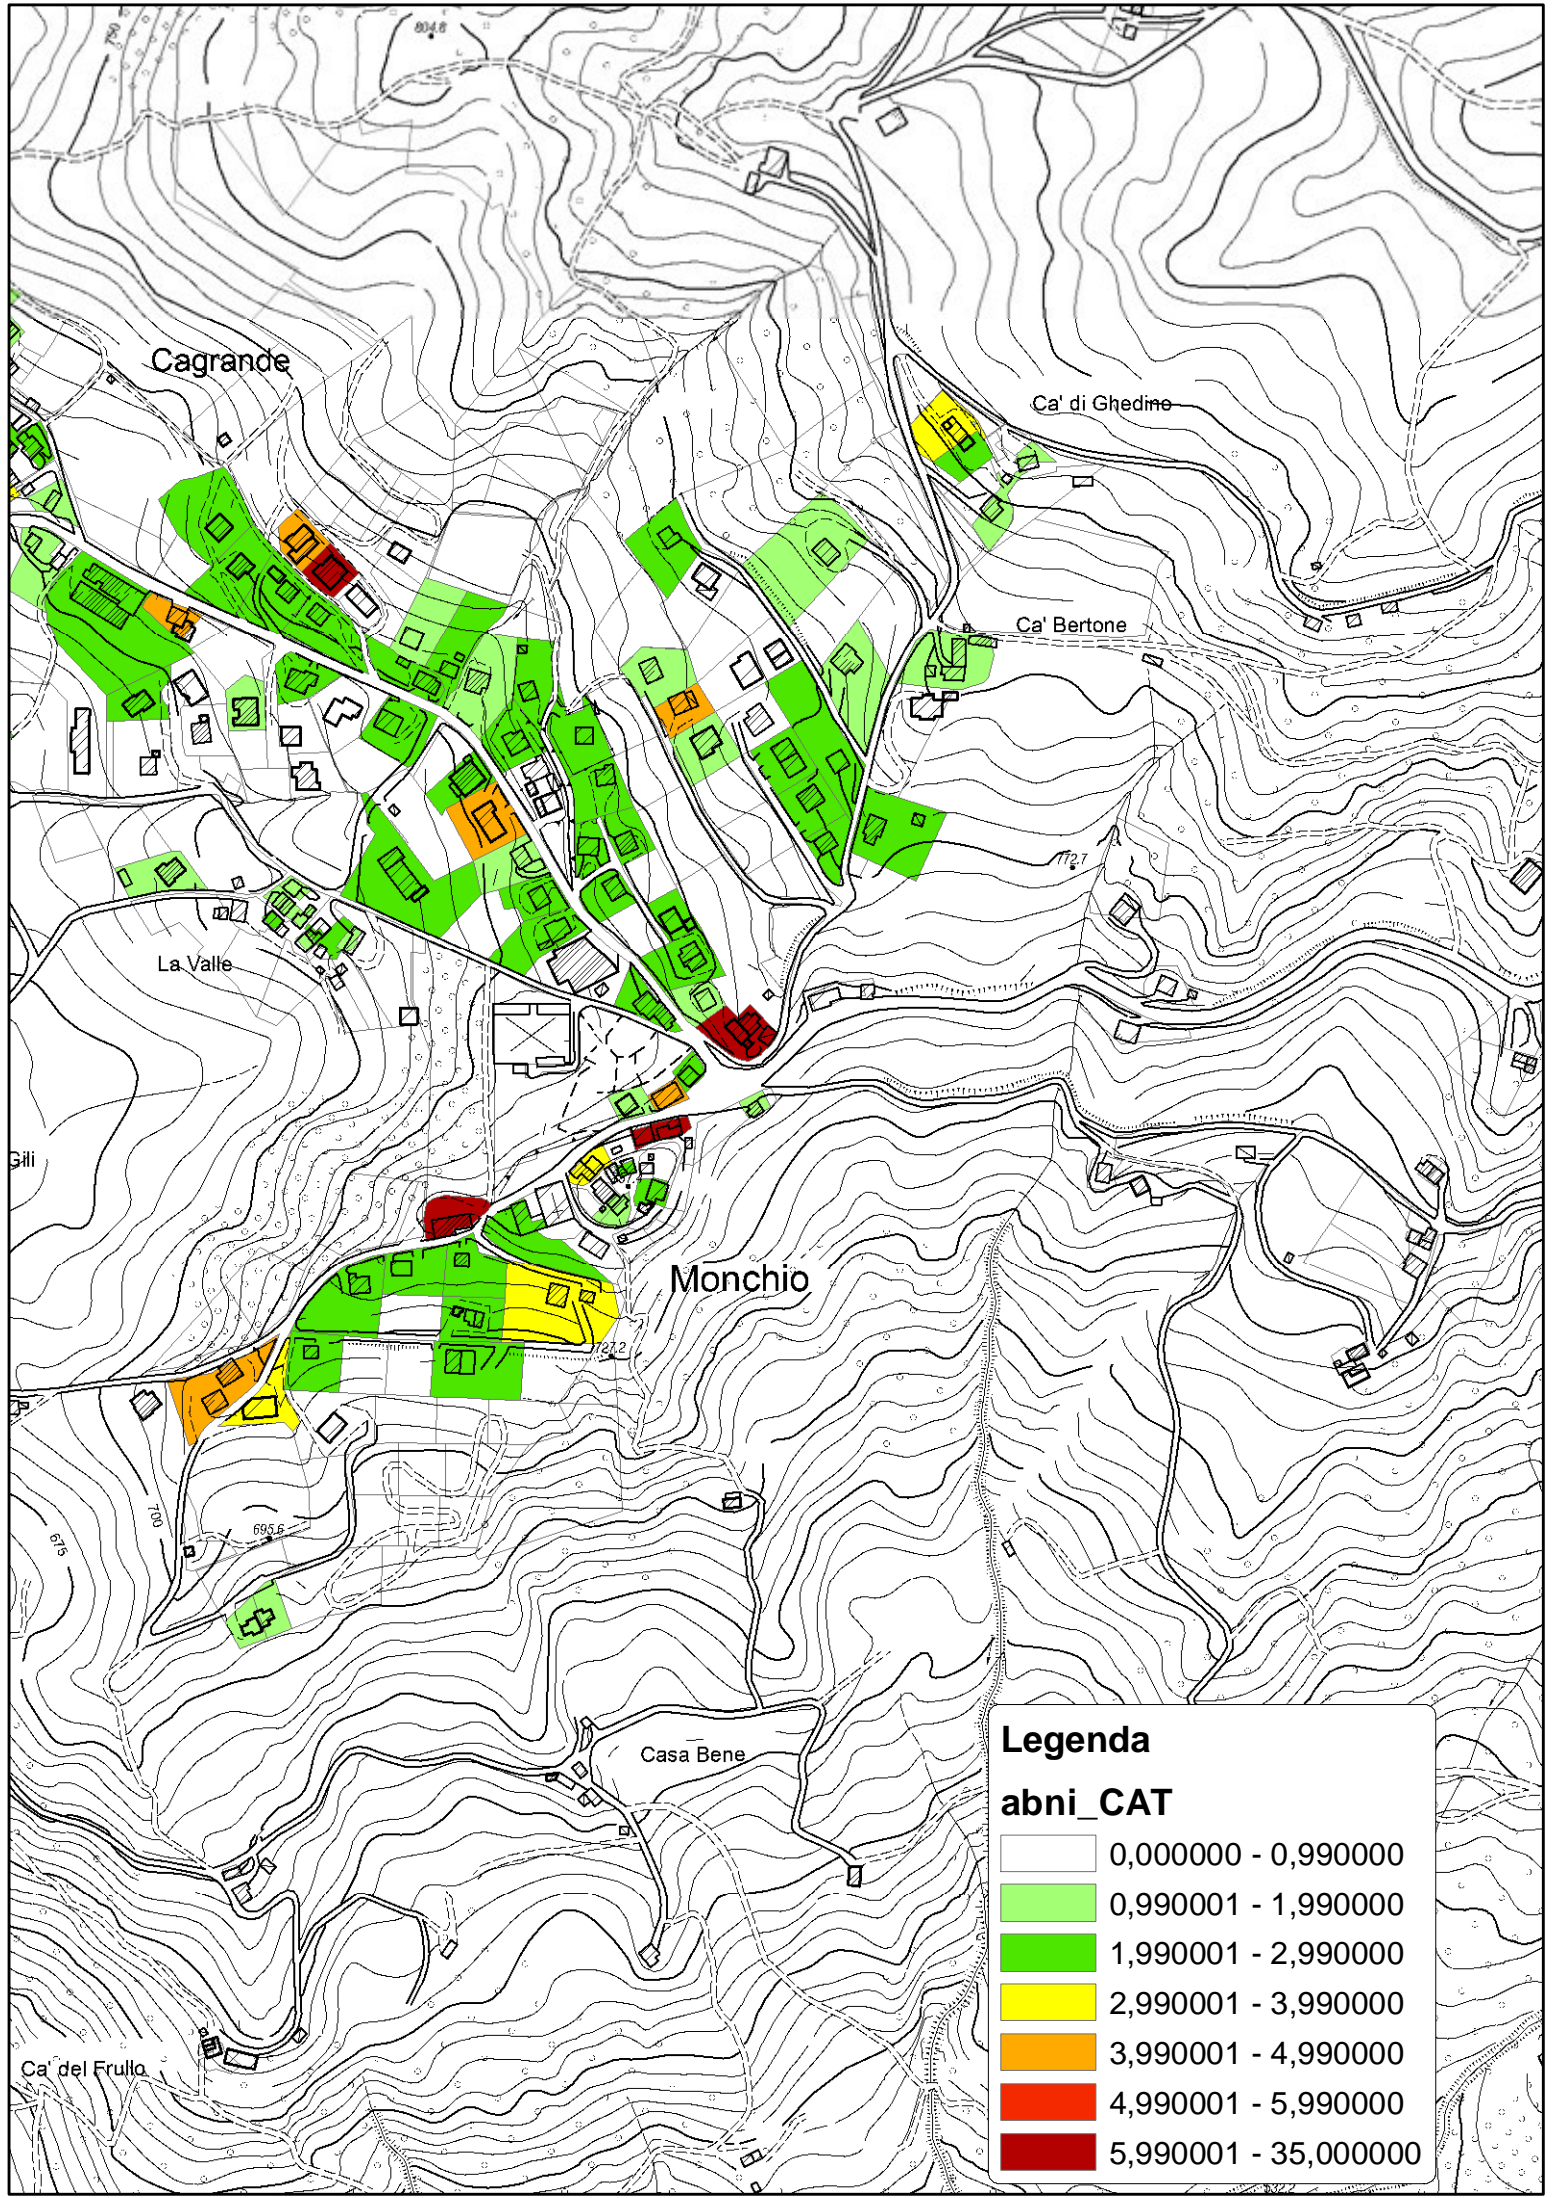 750
804.8
Cagrande
Ca' di Ghedine
Ca' Bertone
772.7
La Valle
Gili
Monchio
727.2
700
695.6
675
Casa Bene
Ca' del Frullo
Legenda
abni_CAT
0,000000 - 0,990000
0,990001 - 1,990000
1,990001 - 2,990000
2,990001 - 3,990000
3,990001 - 4,990000
4,990001 - 5,990000
5,990001 - 35,000000